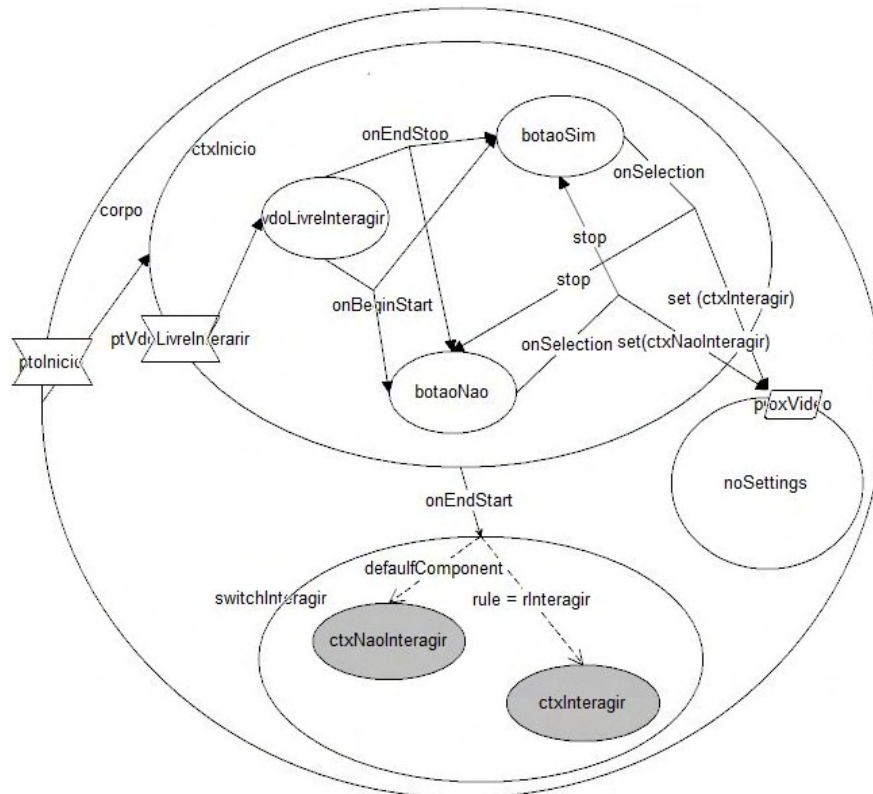 onEndStop
botaoSim
ctxInicio
onSelection
corpo
vdoLivreInteragir
stop
stop
onBeginStart
set (ctxInteragir)
ptVdoLivreInterarir
onSelection
set(ctxNaoInteragir)
ptoInicio
botaoNao
proxVideo
noSettings
onEndStart
defaulfComponent
switchInteragir
rule = rInteragir
ctxNaoInteragir
ctxInteragir